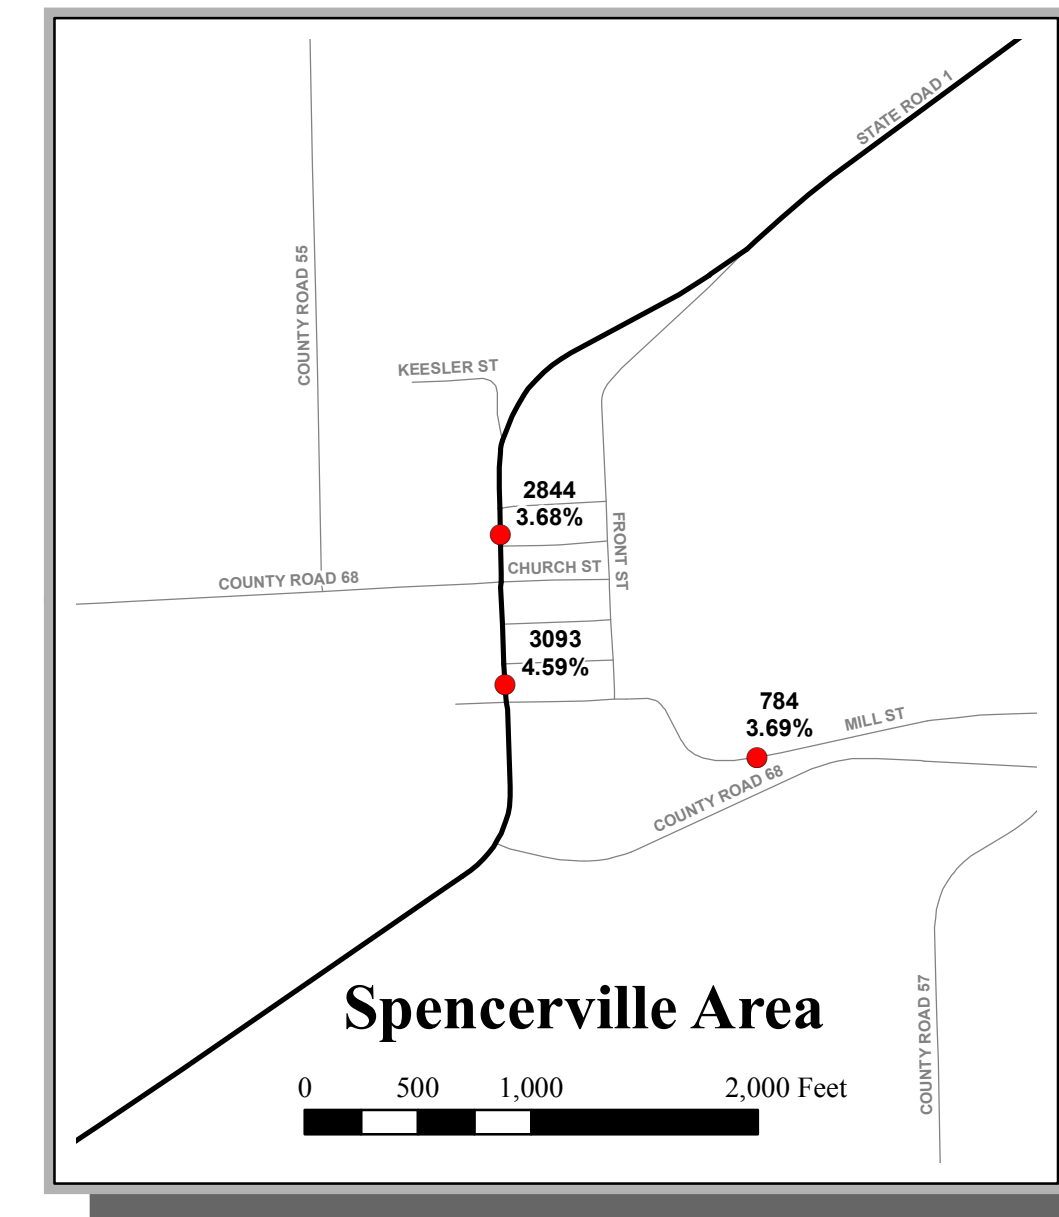 STATE ROAD 1
COUNTY ROAD 55
KEESLER ST
2844
3.68%
FRONT ST
CHURCH ST
COUNTY ROAD 68
3093
4.59%
784
3.69%
MILL ST
COUNTY ROAD 68
COUNTY ROAD 57
Spencerville Area
0 500 1,000 2,000 Feet